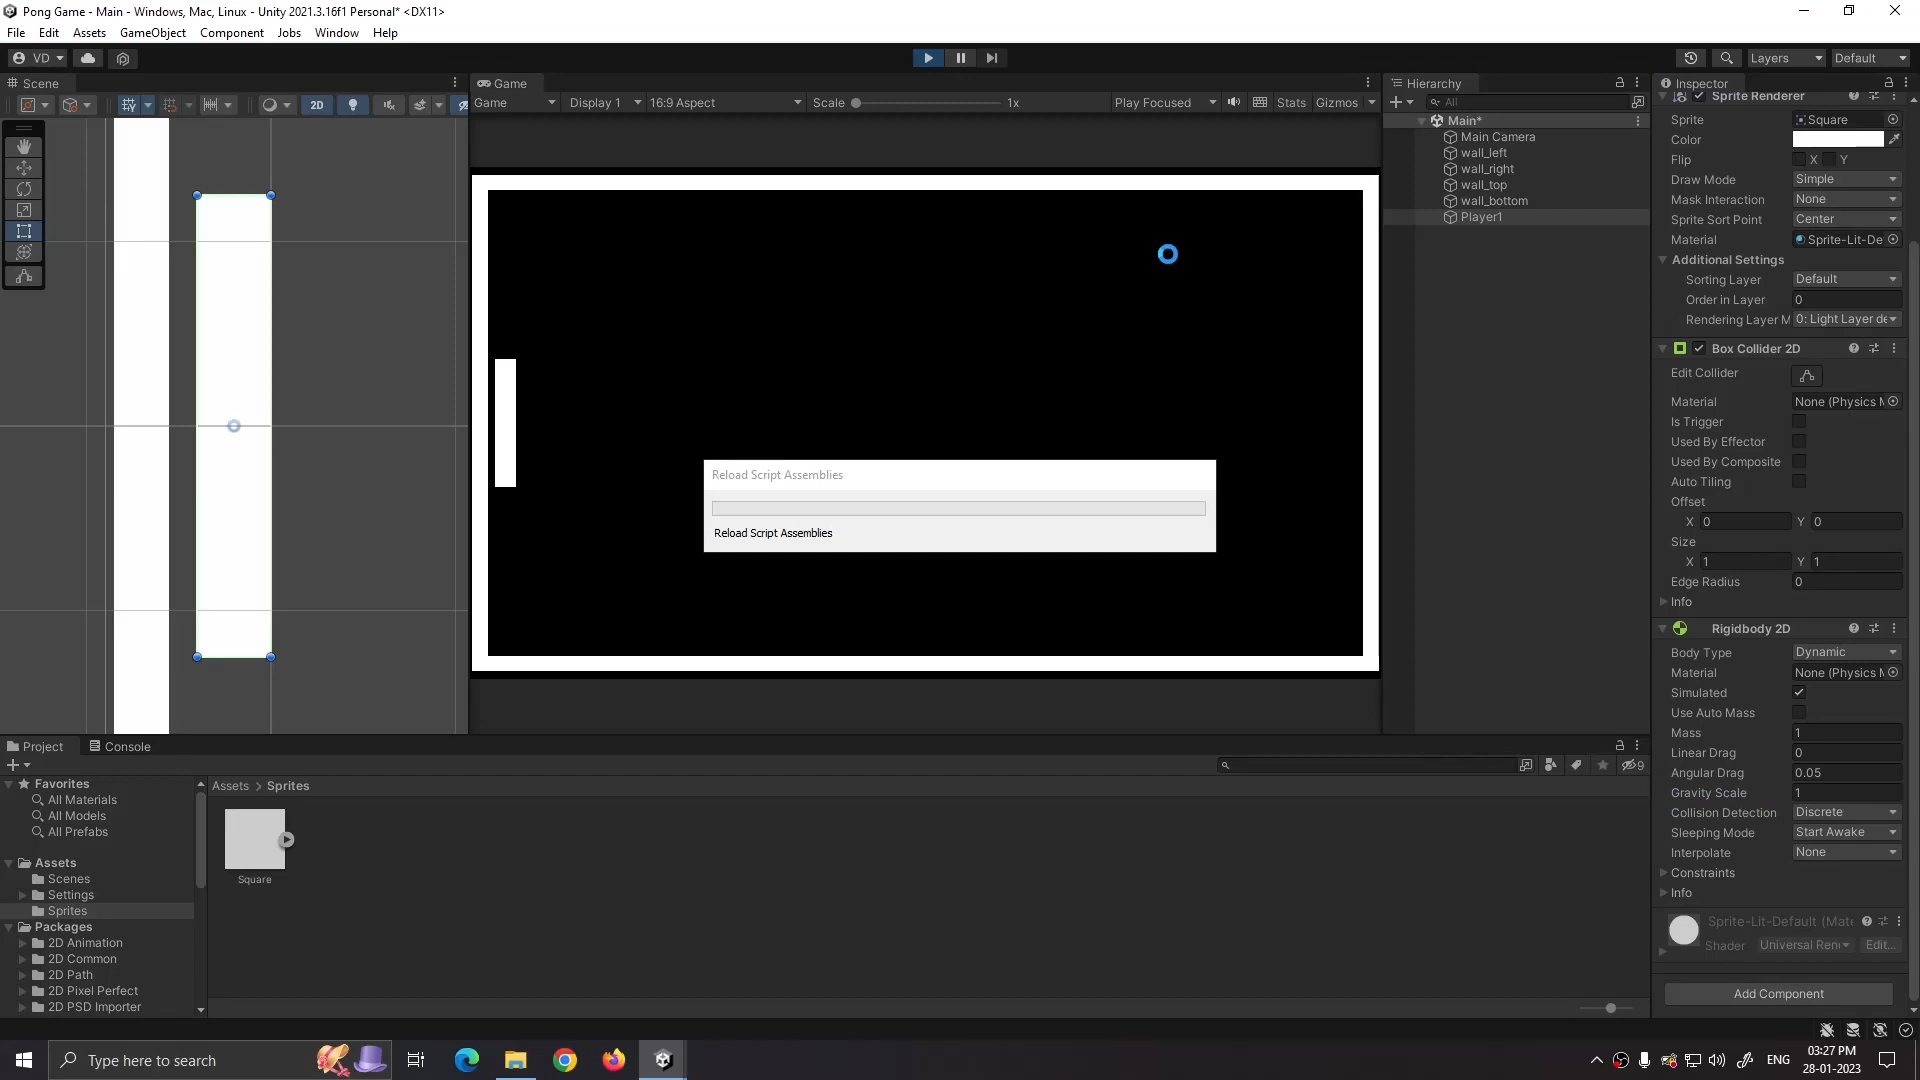 Pong Game - Main - Windows, Mac, Linux - Unity 2021.3.16f1 Personal* <DX11>
File Edit Assets GameObject Component Jobs Window Help
VD
Layers Default
Scene
2D
Game
Game Display 1 16:9 Aspect Scale 1x Play Focused Stats Gizmos
Reload Script Assemblies
Reload Script Assemblies
Hierarchy
All
Main*
Main Camera
wall_left
wall_right
wall_top
wall_bottom
Player1
Inspector
Sprite Renderer
Sprite Square
Color
Flip X Y
Draw Mode Simple
Mask Interaction None
Sprite Sort Point Center
Material Sprite-Lit-De
Additional Settings
Sorting Layer Default
Order in Layer 0
Rendering Layer M 0: Light Layer de
Box Collider 2D
Edit Collider
Material None (Physics M
Is Trigger
Used By Effector
Used By Composite
Auto Tiling
Offset
X 0 Y 0
Size
X 1 Y 1
Edge Radius 0
Info
Rigidbody 2D
Body Type Dynamic
Material None (Physics M
Simulated
Use Auto Mass
Mass 1
Linear Drag 0
Angular Drag 0.05
Gravity Scale 1
Collision Detection Discrete
Sleeping Mode Start Awake
Interpolate None
Constraints
Info
Sprite-Lit-Default (Mate
Shader Universal Ren Edit...
Add Component
Project Console
9
Favorites
All Materials
All Models
All Prefabs
Assets
Scenes
Settings
Sprites
Packages
2D Animation
2D Common
2D Path
2D Pixel Perfect
2D PSD Importer
Assets > Sprites
Square
Type here to search
ENG
03:27 PM
28-01-2023